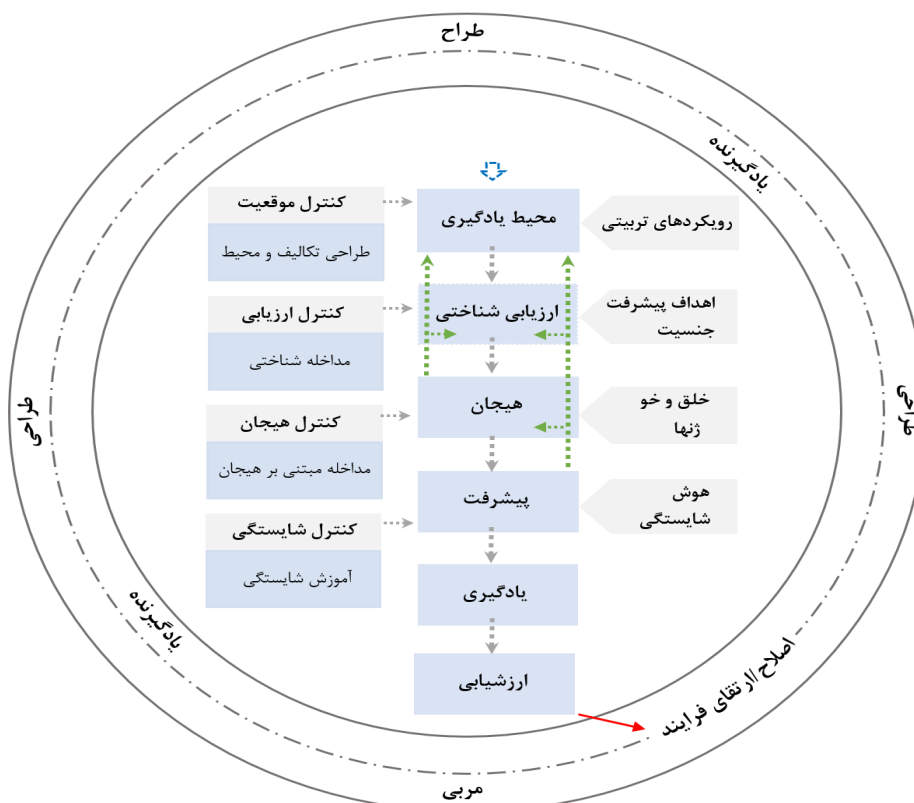 طراح
یادگیرنده
کنترل موقعیت
طراحی تکالیف و محیط
محیط یادگیری
رویکردهای تربیتی
کنترل ارزیابی
مداخله شناختی
ارزیابی شناختی
اهداف پیشرفت
جنسیت
طراحی
طراحی
کنترل هیجان
مداخله مبتنی بر هیجان
هیجان
خلق و خو
ژنها
کنترل شایستگی
آموزش شایستگی
پیشرفت
هوش
شایستگی
یادگیری
یادگیرنده
ارزشیابی
اصلاح/ارتقای فرایند
مربی